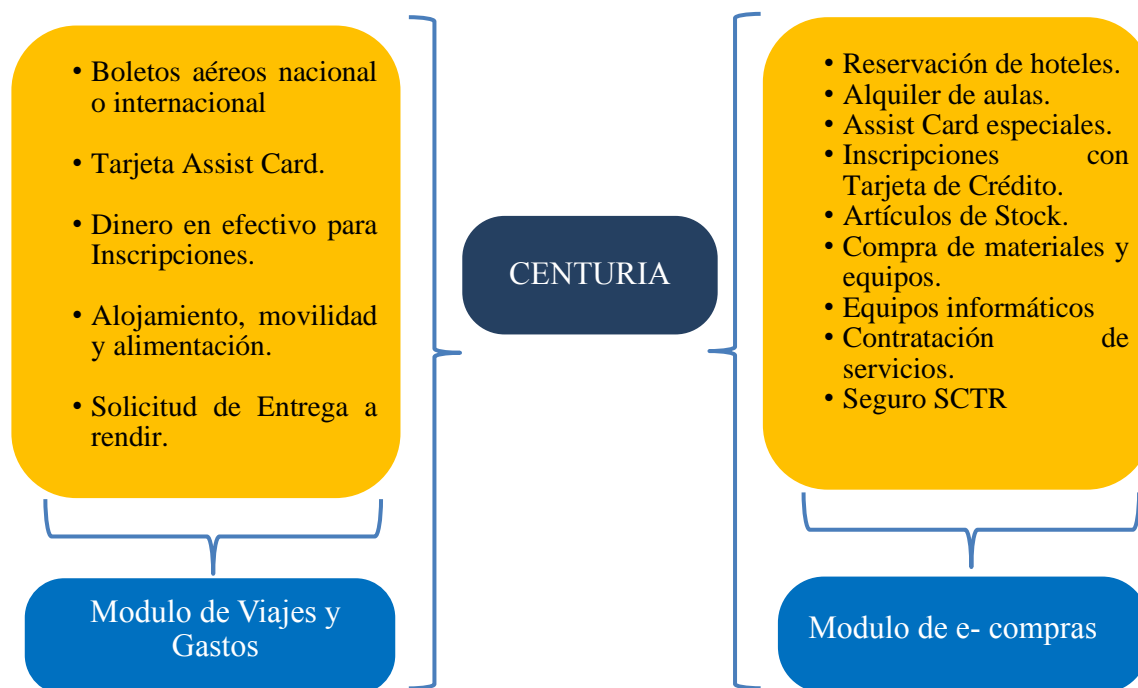 • Boletos aéreos nacional
o internacional
• Tarjeta Assist Card.
• Dinero en efectivo para
Inscripciones.
• Alojamiento, movilidad
y alimentación.
• Solicitud de Entrega a
rendir.
Modulo de Viajes y
Gastos
CENTURIA
• Reservación de hoteles.
• Alquiler de aulas.
• Assist Card especiales.
• Inscripciones con
Tarjeta de Crédito.
• Artículos de Stock.
• Compra de materiales y
equipos.
• Equipos informáticos
• Contratación de
servicios.
• Seguro SCTR
Modulo de e- compras